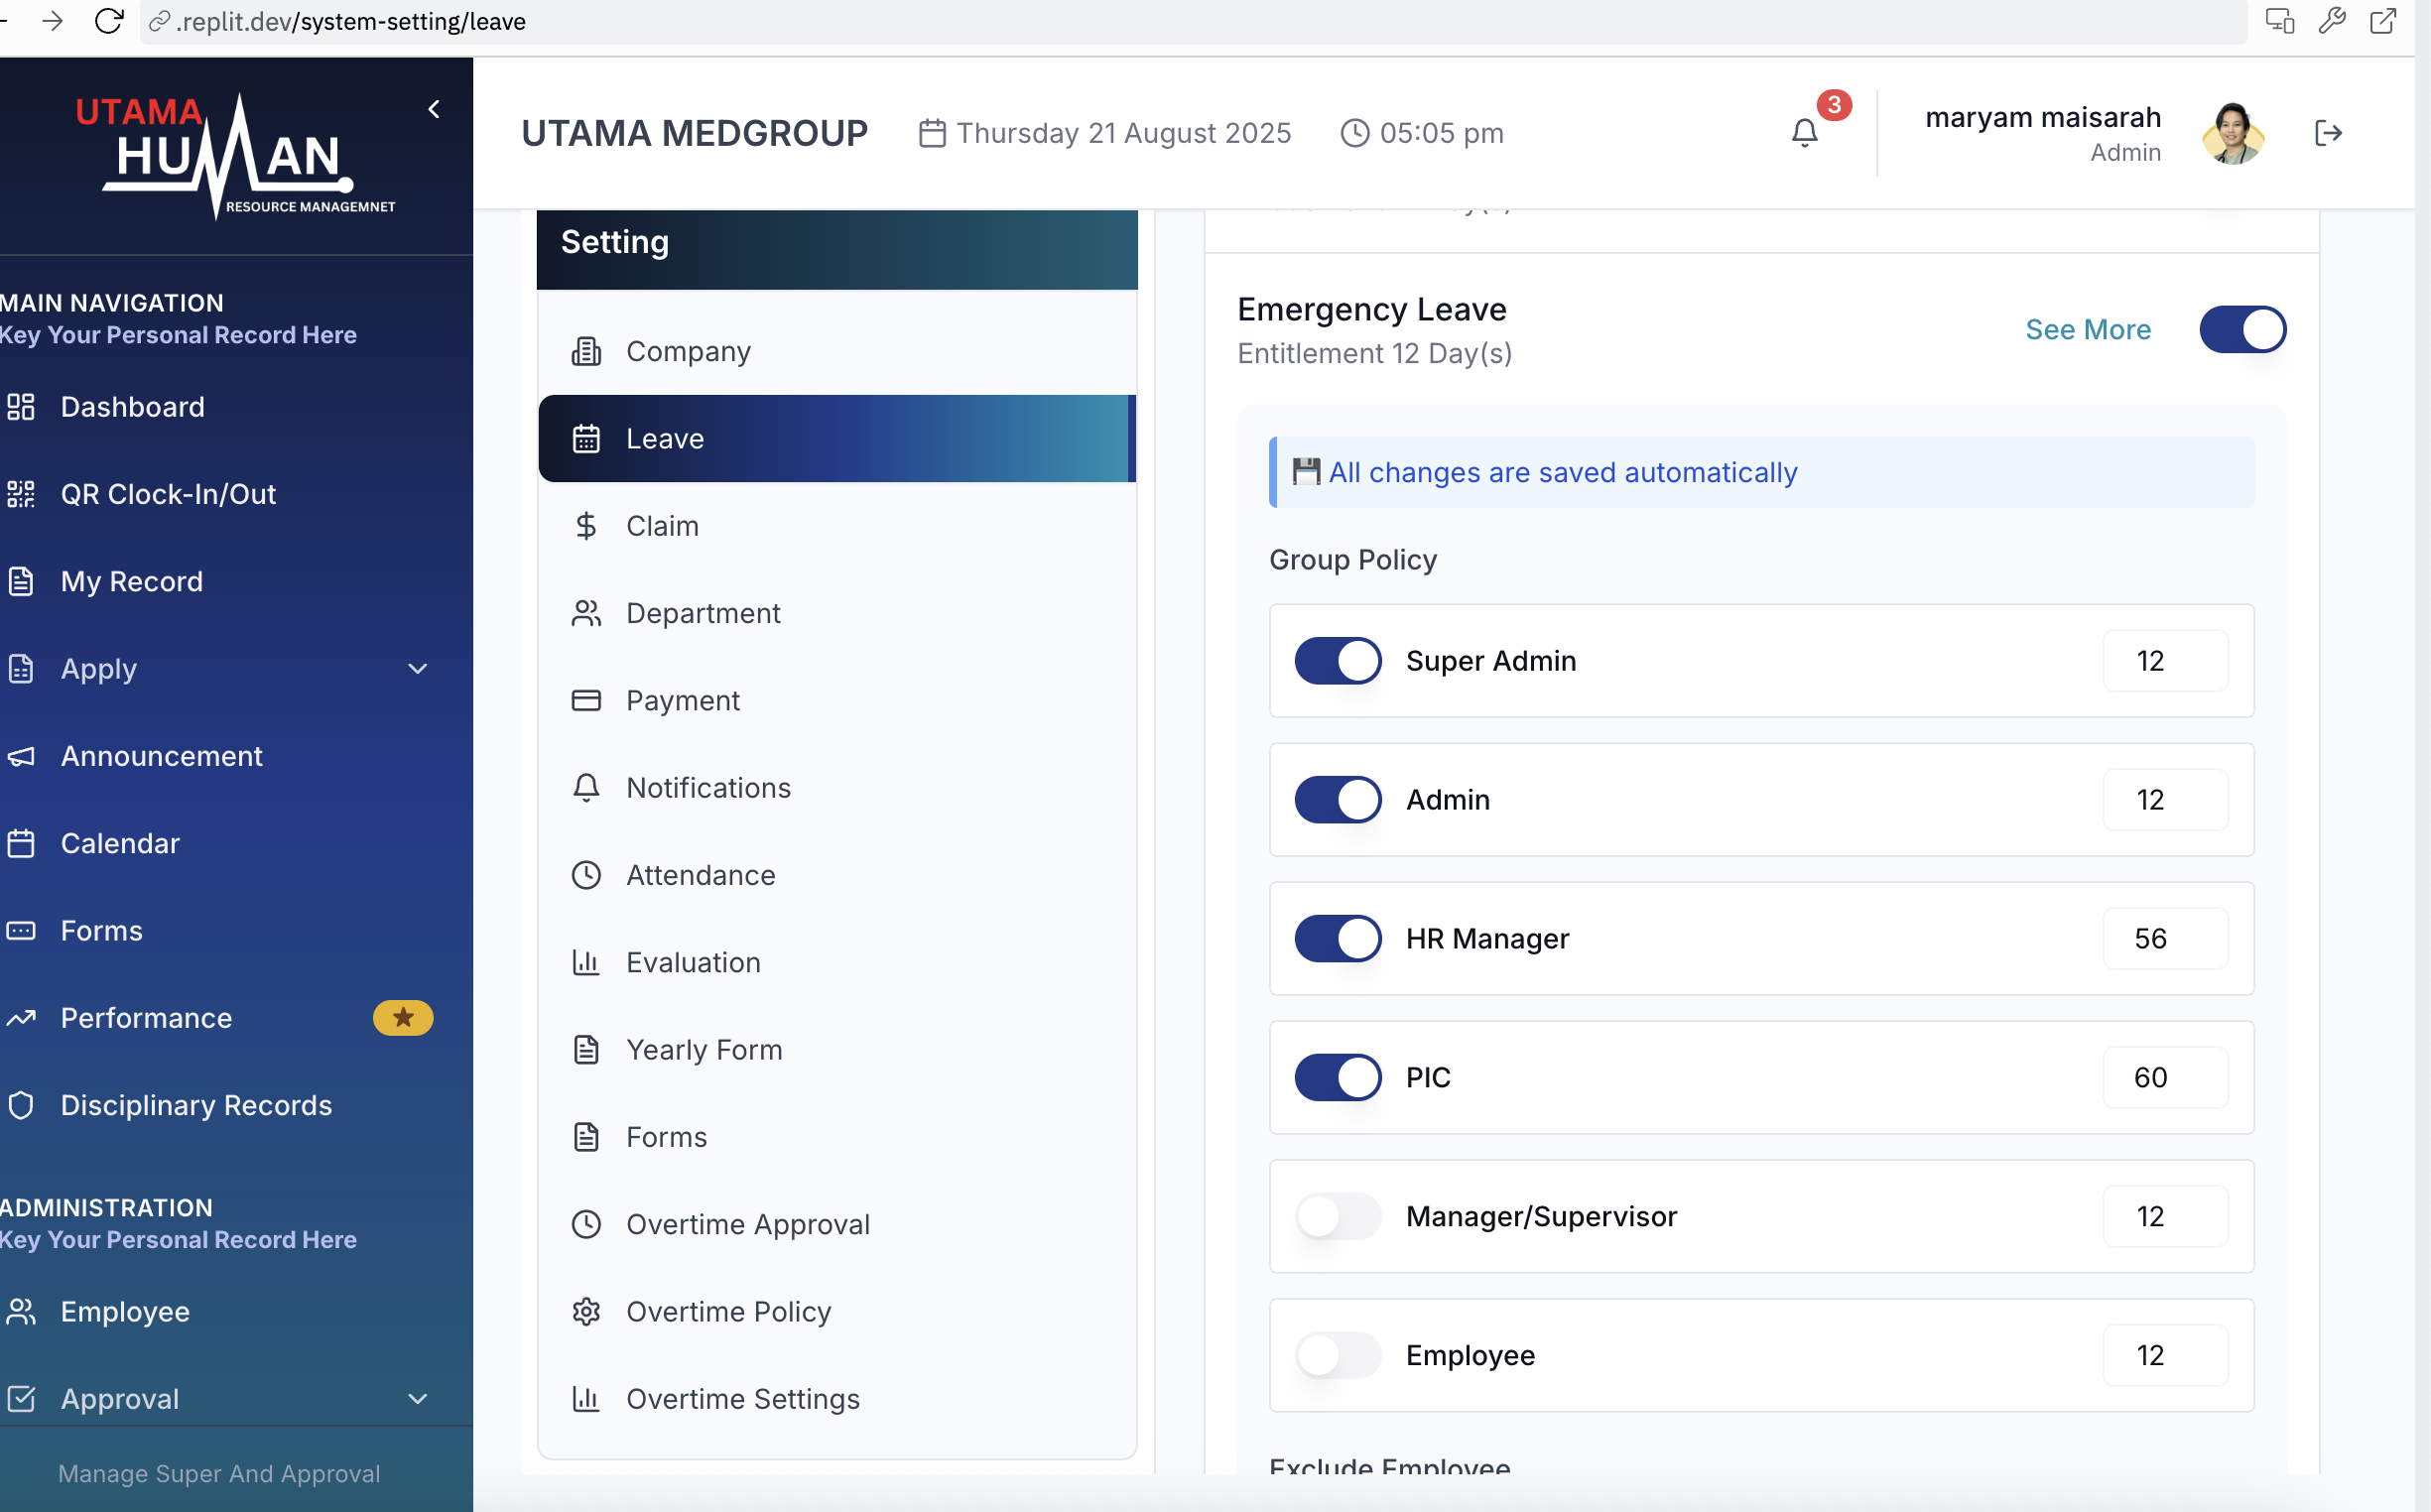 .replit.dev/system-setting/leave
UTAMA
HUMAN
RESOURCE MANAGEMNET
UTAMA MEDGROUP
Thursday 21 August 2025
05:05 pm
3
maryam maisarah
Admin
MAIN NAVIGATION
Key Your Personal Record Here
Dashboard
QR Clock-In/Out
My Record
Apply
Announcement
Calendar
Forms
Performance
Disciplinary Records
ADMINISTRATION
Key Your Personal Record Here
Employee
Approval
Manage Super And Approval
Setting
Company
Leave
Claim
Department
Payment
Notifications
Attendance
Evaluation
Yearly Form
Forms
Overtime Approval
Overtime Policy
Overtime Settings
Emergency Leave
Entitlement 12 Day(s)
See More
💾 All changes are saved automatically
Group Policy
Super Admin 12
Admin 12
HR Manager 56
PIC 60
Manager/Supervisor 12
Employee 12
Exclude Employee